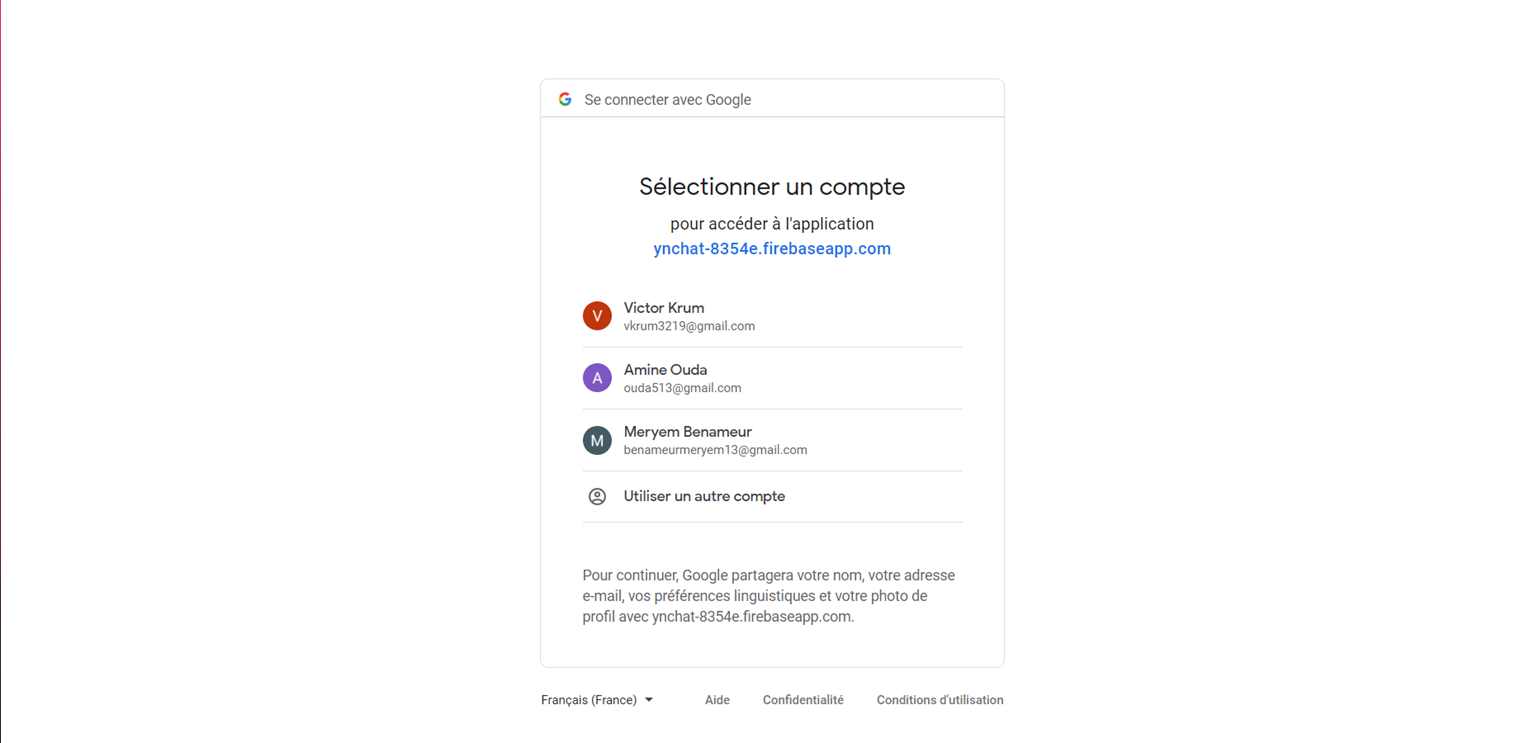 Se connecter avec Google
Sélectionner un compte
pour accéder à l'application
ynchat-8354e.firebaseapp.com
V
Victor Krum
vkrum3219@gmail.com
A
Amine Ouda
ouda513@gmail.com
M
Meryem Benameur
benameurmeryem13@gmail.com
Utiliser un autre compte
Pour continuer, Google partagera votre nom, votre adresse
e-mail, vos préférences linguistiques et votre photo de
profil avec ynchat-8354e.firebaseapp.com.
Français (France) Aide Confidentialité Conditions d'utilisation